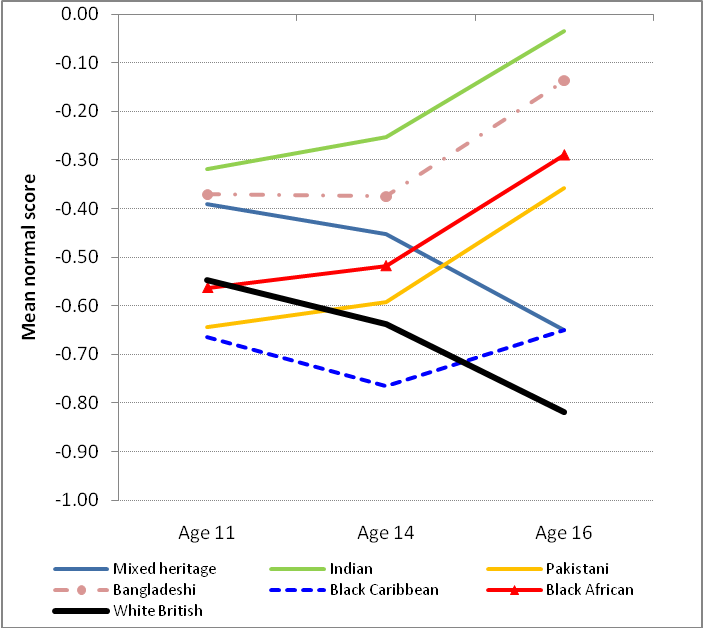 0.00
-0.10
-0.20
-0.30
-0.40
-0.50
-0.60
-0.70
-0.80
-0.90
-1.00
Mean normal score
Age 11 Age 14 Age 16
Mixed heritage Indian Pakistani
Bangladeshi Black Caribbean Black African
White British